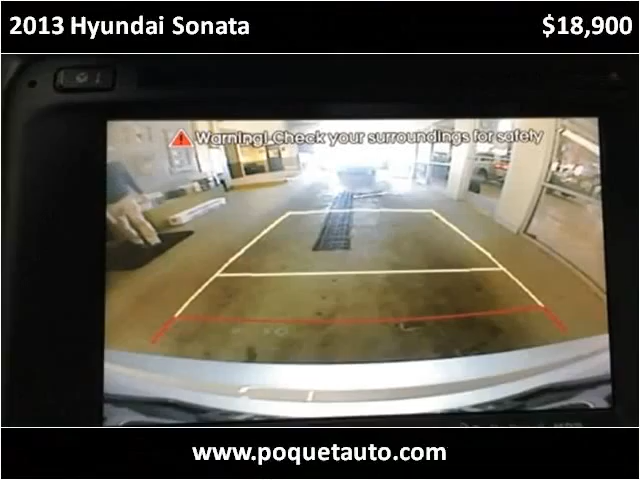 2013 Hyundai Sonata $18,900
Warning! Check your surroundings for safety
www.poquetauto.com